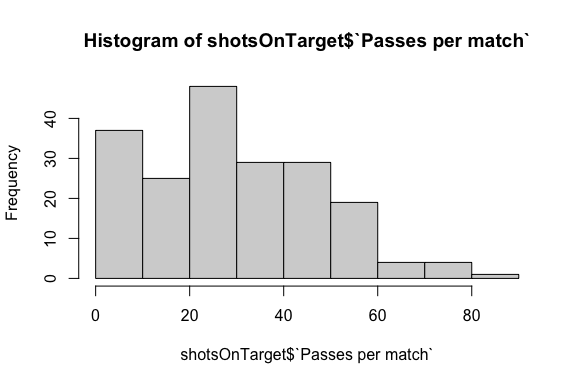 Histogram of shotsOnTarget$`Passes per match`
Frequency
40
30
20
10
0
0 20 40 60 80
shotsOnTarget$`Passes per match`